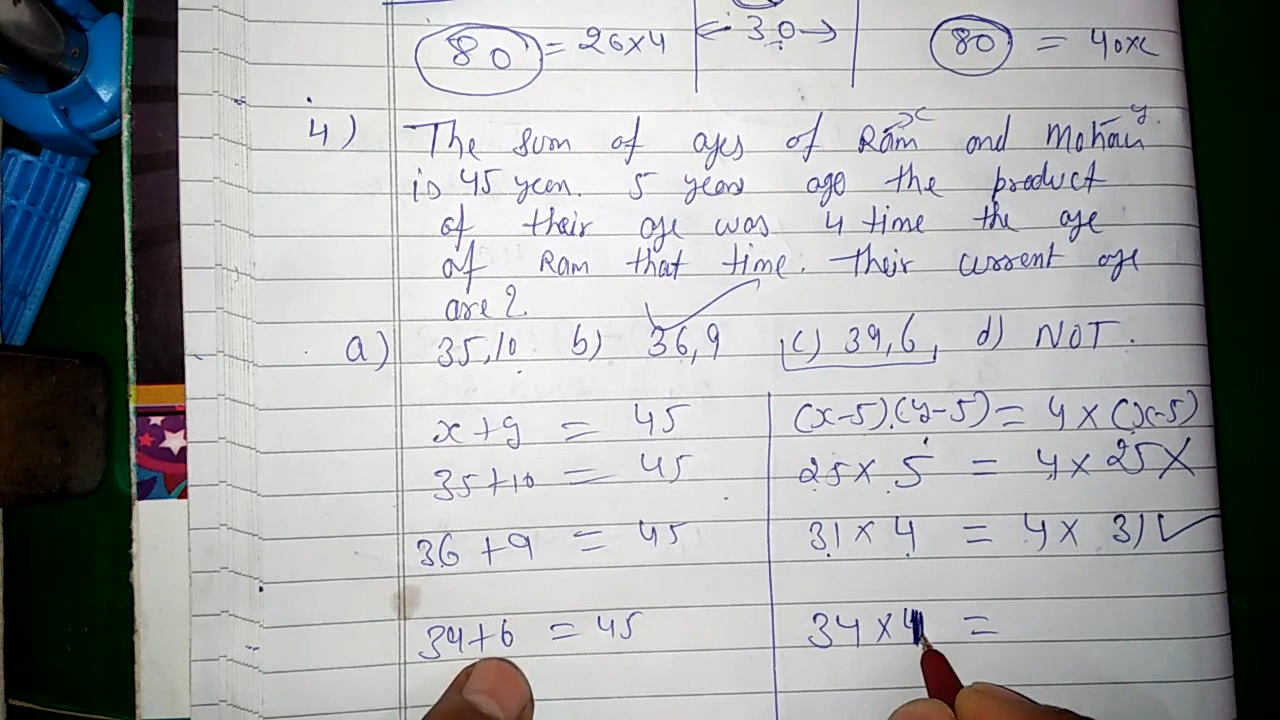 80 = 20×4 ← 30 → 80 = 40×2
x y
4) The sum of ages of Ram and Mohan
is 45 year. 5 years ago the product
of their age was 4 time the age
of Ram that time. Their current age
are?
a) 35,10 b) 36,9 (c) 39,6, d) NOT.
x+y = 45 (x-5).(y-5) = 4×(x-5)
35+10 = 45 25× 5 = 4× 25 X
36 +9 = 45 31 × 4 = 4 × 31 ✓
39+6 = 45 34 × =